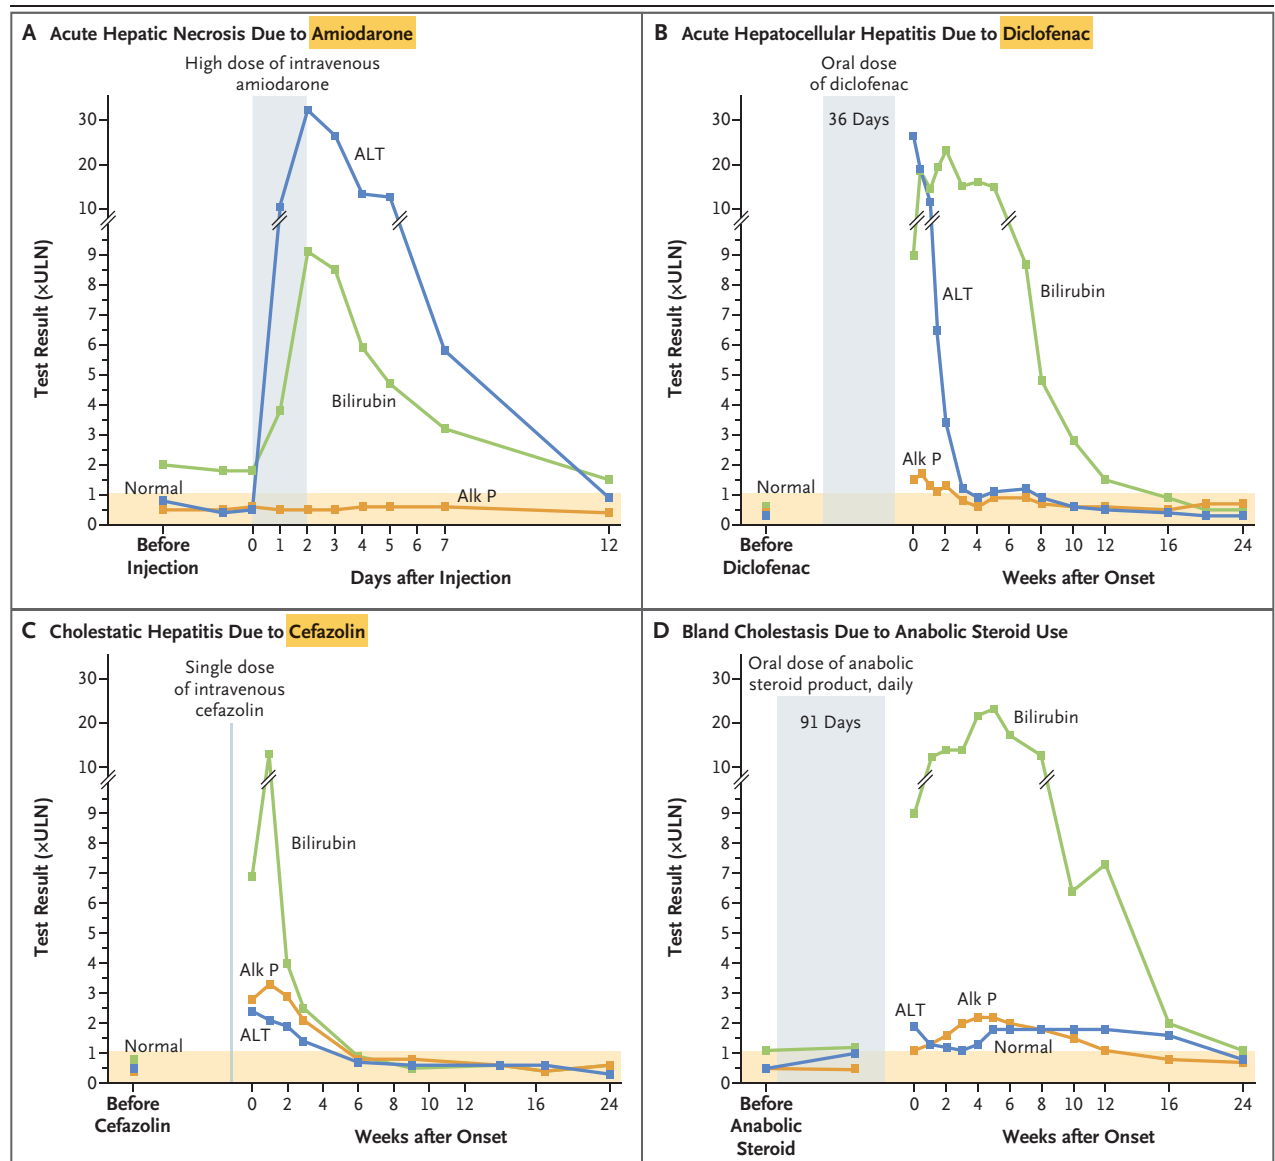 A Acute Hepatic Necrosis Due to Amiodarone
High dose of intravenous
amiodarone
Test Result (×ULN)
30
20
10
9
8
7
6
5
4
3
2
1
0
ALT
Bilirubin
Alk P
Normal
Before
Injection
0 1 2 3 4 5 6 7 12
Days after Injection
B Acute Hepatocellular Hepatitis Due to Diclofenac
Oral dose
of diclofenac
36 Days
Test Result (×ULN)
30
20
10
9
8
7
6
5
4
3
2
1
0
ALT
Bilirubin
Alk P
Normal
Before
Diclofenac
0 2 4 6 8 10 12 16 24
Weeks after Onset
C Cholestatic Hepatitis Due to Cefazolin
Single dose
of intravenous
cefazolin
Test Result (×ULN)
30
20
10
9
8
7
6
5
4
3
2
1
0
Bilirubin
Alk P
ALT
Normal
Before
Cefazolin
0 2 4 6 8 10 12 16 24
Weeks after Onset
D Bland Cholestasis Due to Anabolic Steroid Use
Oral dose of anabolic
steroid product, daily
91 Days
Test Result (×ULN)
30
20
10
9
8
7
6
5
4
3
2
1
0
Bilirubin
ALT
Alk P
Normal
Before
Anabolic
Steroid
0 2 4 6 8 10 12 16 24
Weeks after Onset